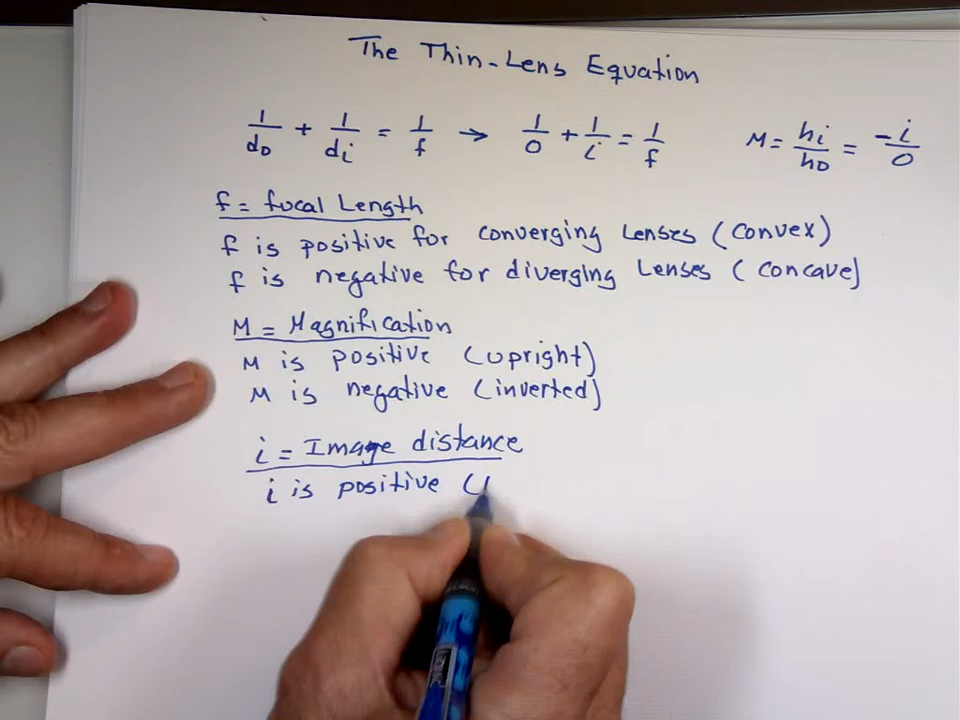 The Thin-Lens Equation
1/do + 1/di = 1/f → 1/o + 1/i = 1/f M = hi/ho = -i/o
f = focal Length
f is positive for converging Lenses (convex)
f is negative for diverging Lenses (concave)
M = Magnification
M is positive (upright)
M is negative (inverted)
i = Image distance
i is positive (